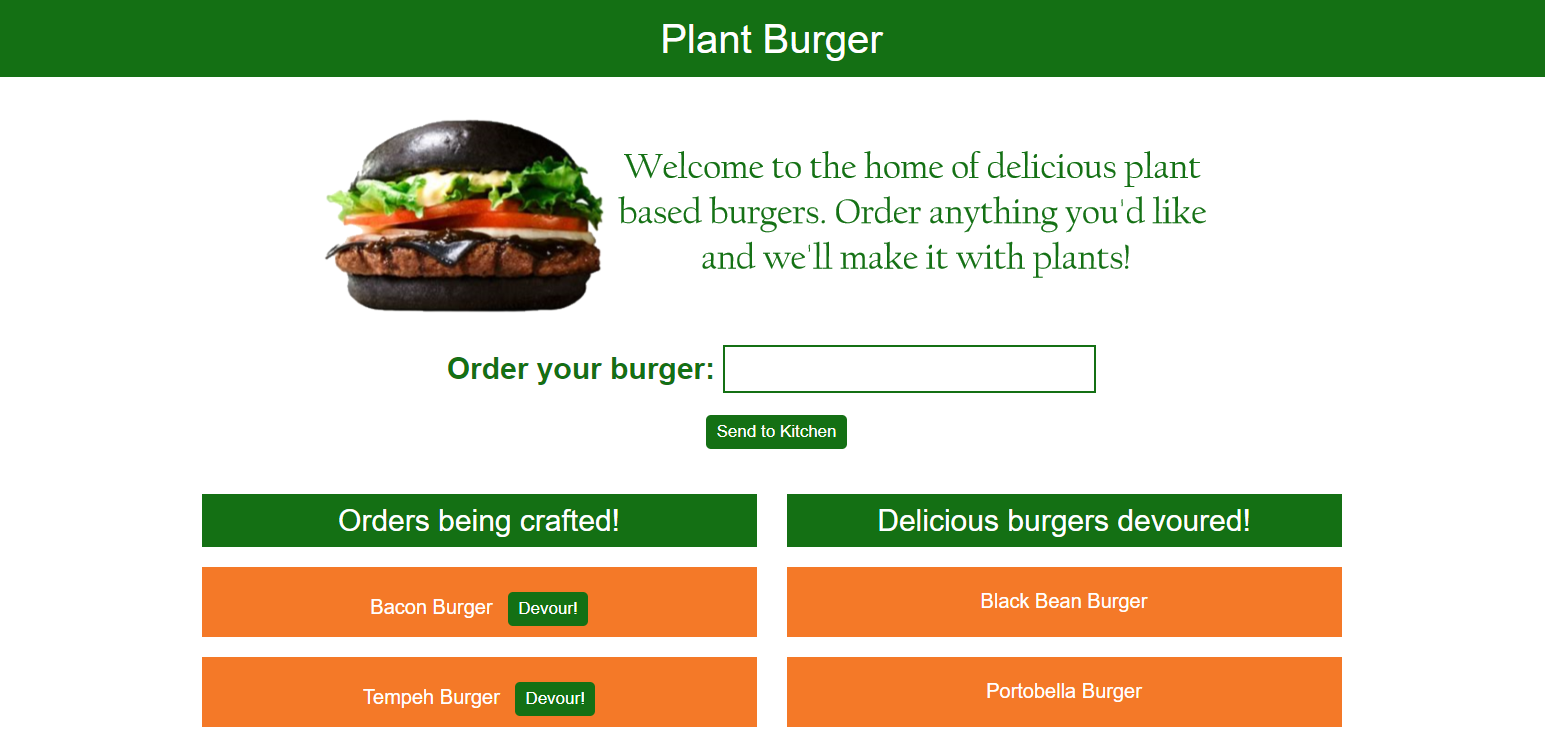 Plant Burger
Welcome to the home of delicious plant
based burgers. Order anything you'd like
and we'll make it with plants!
Order your burger:
Send to Kitchen
Orders being crafted!
Bacon Burger Devour!
Tempeh Burger Devour!
Delicious burgers devoured!
Black Bean Burger
Portobella Burger